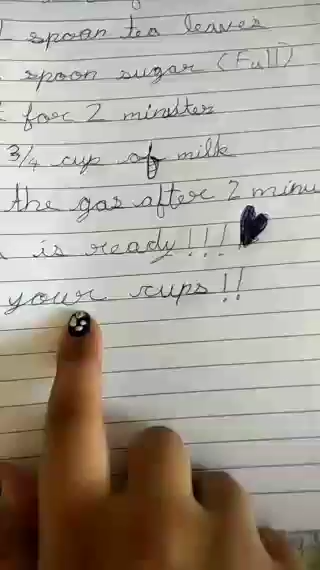 spoon tea leaves
spoon sugar (Full)
for 2 minutes
3/4 cup of milk
the gas after 2 minu
is ready!!!
your cups!!